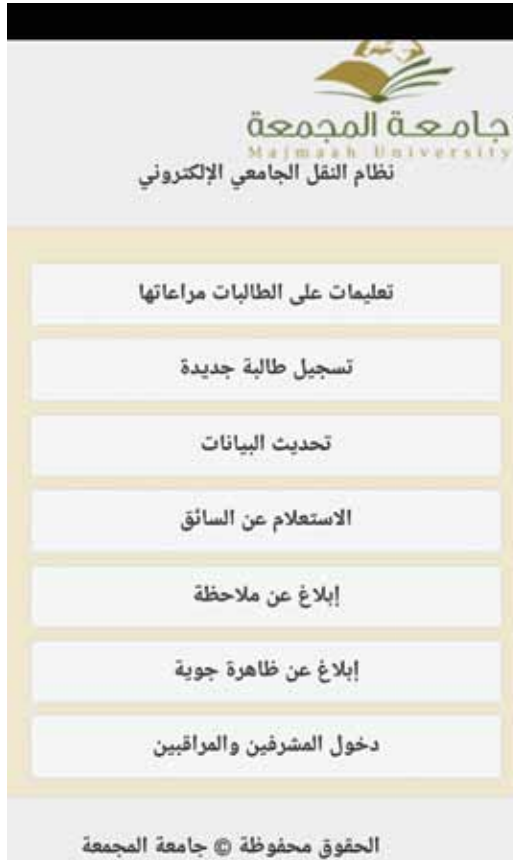 جامعة المجمعة
Majmaah University
نظام النقل الجامعي الإلكتروني
تعليمات على الطالبات مراعاتها
تسجيل طالبة جديدة
تحديث البيانات
الاستعلام عن السائق
إبلاغ عن ملاحظة
إبلاغ عن ظاهرة جوية
دخول المشرفين والمراقبين
الحقوق محفوظة © جامعة المجمعة